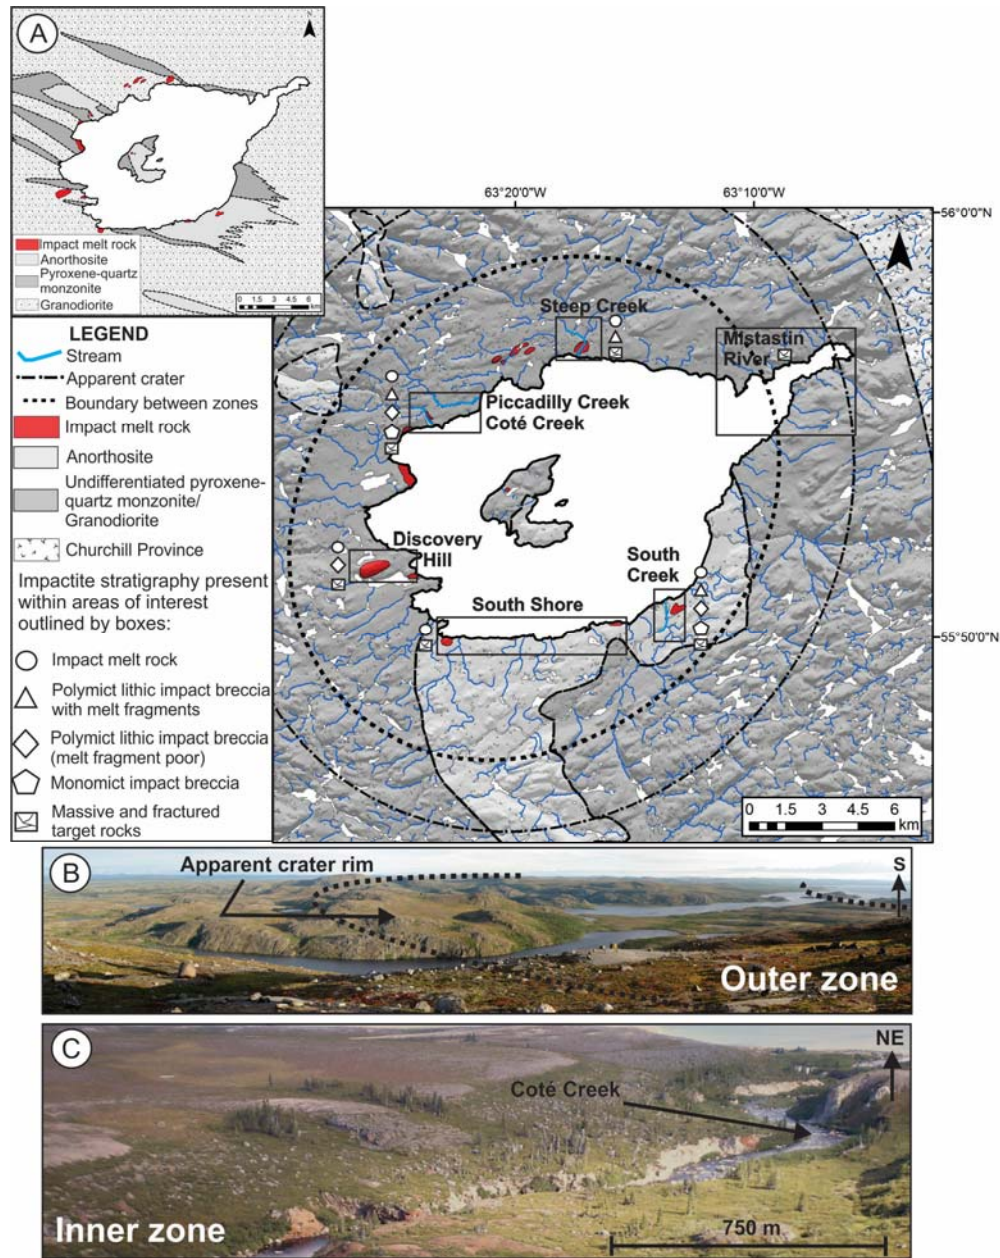 A
N
Impact melt rock
Anorthosite
Pyroxene-quartz
monzonite
Granodiorite
0 1.5 3 4.5 6
km
63°20'0"W
63°10'0"W
56°0'0"N
Steep Creek
Mistastin
River
Piccadilly Creek
Coté Creek
Discovery
Hill
South
Creek
South Shore
55°50'0"N
0 1.5 3 4.5 6
km
LEGEND
Stream
Apparent crater
Boundary between zones
Impact melt rock
Anorthosite
Undifferentiated pyroxene-
quartz monzonite/
Granodiorite
Churchill Province
Impactite stratigraphy present
within areas of interest
outlined by boxes:
Impact melt rock
Polymict lithic impact breccia
with melt fragments
Polymict lithic impact breccia
(melt fragment poor)
Monomict impact breccia
Massive and fractured
target rocks
B
Apparent crater rim
S
Outer zone
C
NE
Coté Creek
Inner zone
750 m